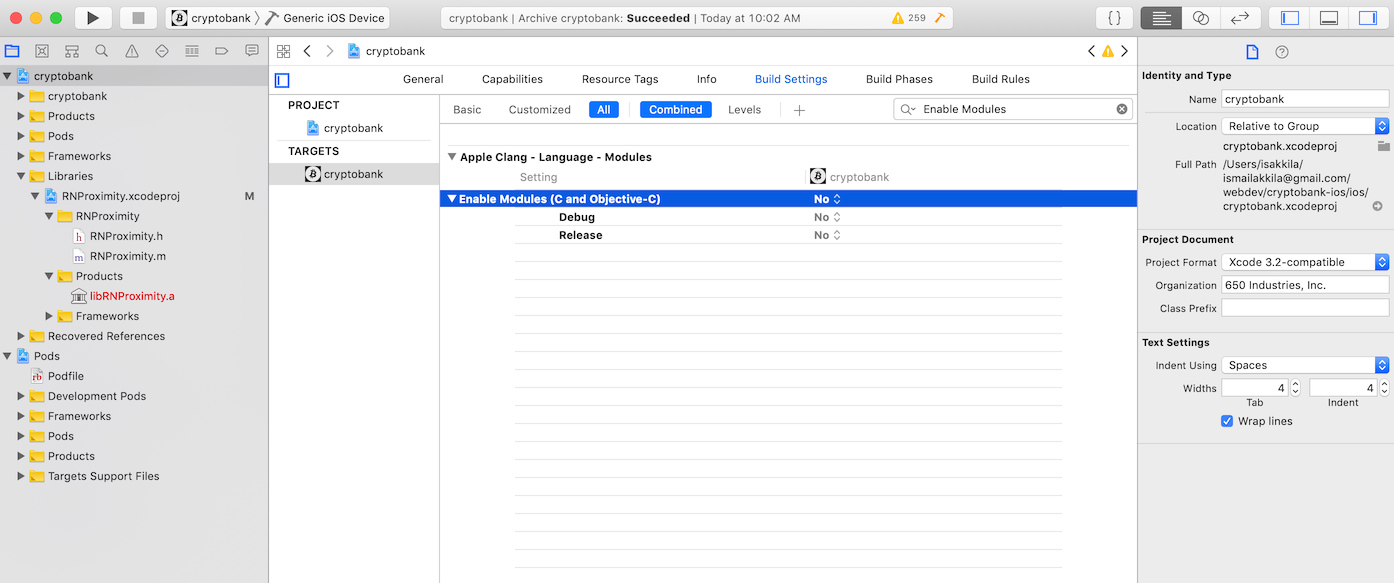 cryptobank 〉 Generic iOS Device
cryptobank | Archive cryptobank: Succeeded | Today at 10:02 AM
259
{ }
cryptobank
cryptobank
Products
Pods
Frameworks
Libraries
RNProximity.xcodeproj M
RNProximity
h RNProximity.h
m RNProximity.m
Products
libRNProximity.a
Frameworks
Recovered References
Pods
rb Podfile
Development Pods
Frameworks
Pods
Products
Targets Support Files
cryptobank
General Capabilities Resource Tags Info Build Settings Build Phases Build Rules
PROJECT
cryptobank
TARGETS
cryptobank
Basic Customized All Combined Levels + Enable Modules
Apple Clang - Language - Modules
Setting cryptobank
Enable Modules (C and Objective-C) No
Debug No
Release No
Identity and Type
Name cryptobank
Location Relative to Group
cryptobank.xcodeproj
Full Path /Users/isakkila/
ismailakkila@gmail.com/
webdev/cryptobank-ios/ios/
cryptobank.xcodeproj
Project Document
Project Format Xcode 3.2-compatible
Organization 650 Industries, Inc.
Class Prefix
Text Settings
Indent Using Spaces
Widths 4 4
Tab Indent
Wrap lines